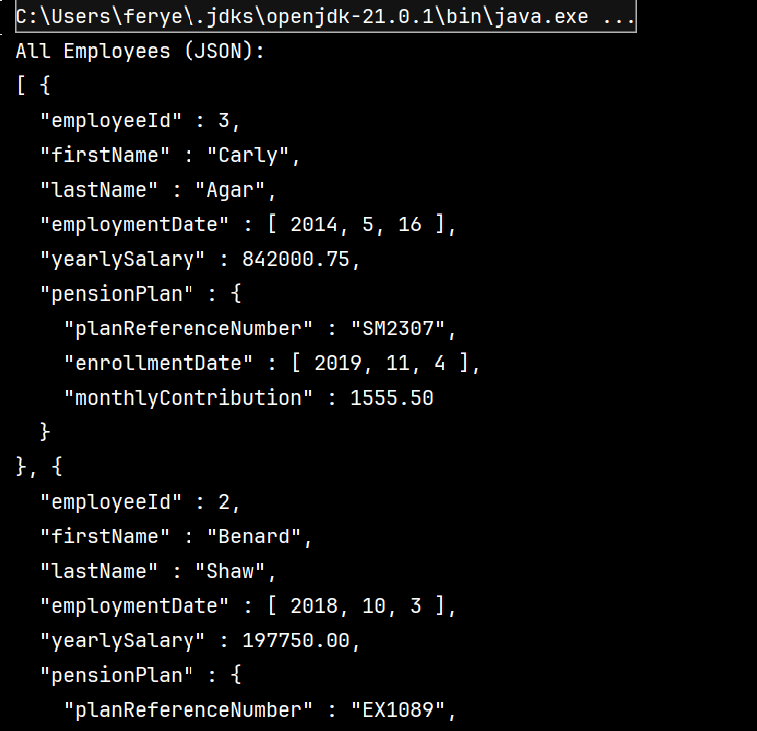 C:\Users\ferye\.jdks\openjdk-21.0.1\bin\java.exe ...
All Employees (JSON):
[ {
  "employeeId" : 3,
  "firstName" : "Carly",
  "lastName" : "Agar",
  "employmentDate" : [ 2014, 5, 16 ],
  "yearlySalary" : 842000.75,
  "pensionPlan" : {
    "planReferenceNumber" : "SM2307",
    "enrollmentDate" : [ 2019, 11, 4 ],
    "monthlyContribution" : 1555.50
  }
}, {
  "employeeId" : 2,
  "firstName" : "Benard",
  "lastName" : "Shaw",
  "employmentDate" : [ 2018, 10, 3 ],
  "yearlySalary" : 197750.00,
  "pensionPlan" : {
    "planReferenceNumber" : "EX1089",